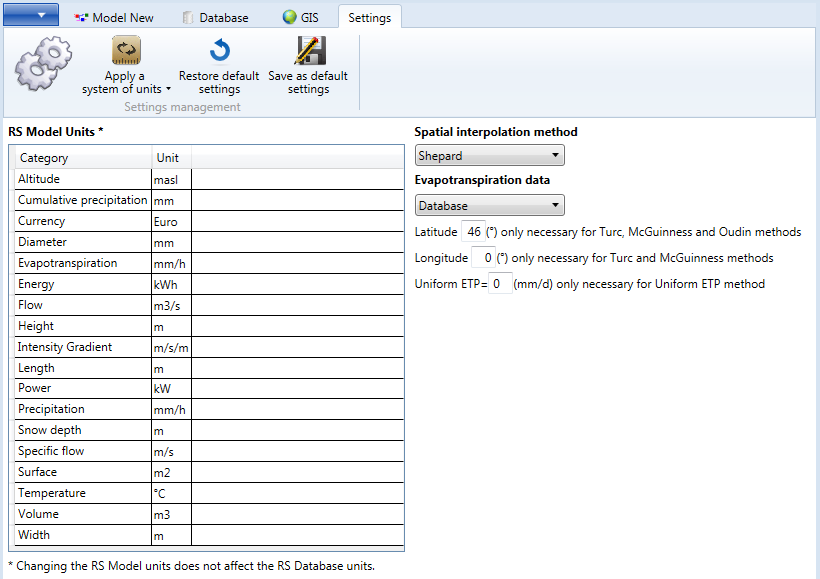 Model New Database GIS Settings
Apply a system of units
Restore default settings
Save as default settings
Settings management
RS Model Units *
Category Unit
Altitude masl
Cumulative precipitation mm
Currency Euro
Diameter mm
Evapotranspiration mm/h
Energy kWh
Flow m3/s
Height m
Intensity Gradient m/s/m
Length m
Power kW
Precipitation mm/h
Snow depth m
Specific flow m/s
Surface m2
Temperature °C
Volume m3
Width m
* Changing the RS Model units does not affect the RS Database units.
Spatial interpolation method
Shepard
Evapotranspiration data
Database
Latitude 46 (°) only necessary for Turc, McGuinness and Oudin methods
Longitude 0 (°) only necessary for Turc and McGuinness methods
Uniform ETP= 0 (mm/d) only necessary for Uniform ETP method